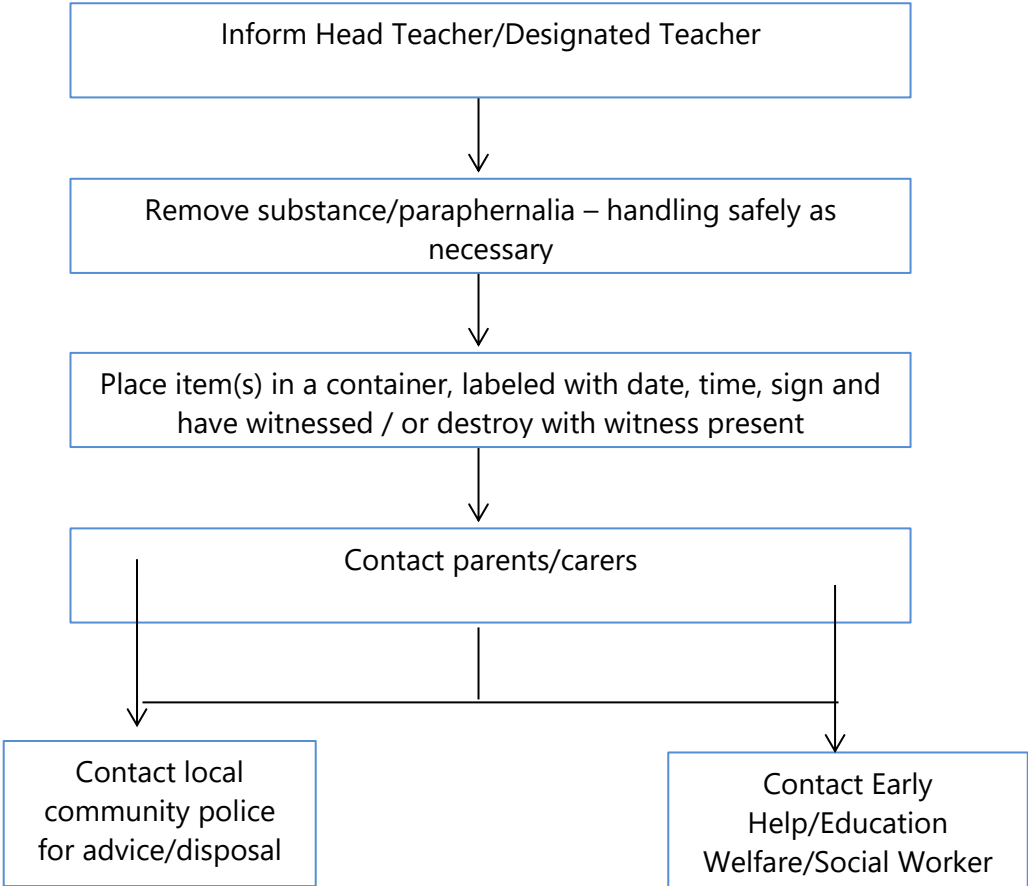 Inform Head Teacher/Designated Teacher
Remove substance/paraphernalia – handling safely as
necessary
Place item(s) in a container, labeled with date, time, sign and
have witnessed / or destroy with witness present
Contact parents/carers
Contact local
community police
for advice/disposal
Contact Early
Help/Education
Welfare/Social Worker